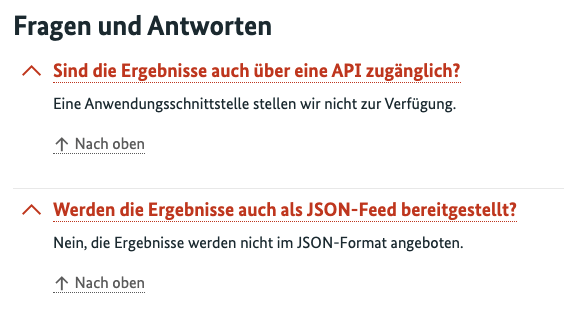 Fragen und Antworten
Sind die Ergebnisse auch über eine API zugänglich?
Eine Anwendungsschnittstelle stellen wir nicht zur Verfügung.
Nach oben
Werden die Ergebnisse auch als JSON-Feed bereitgestellt?
Nein, die Ergebnisse werden nicht im JSON-Format angeboten.
Nach oben